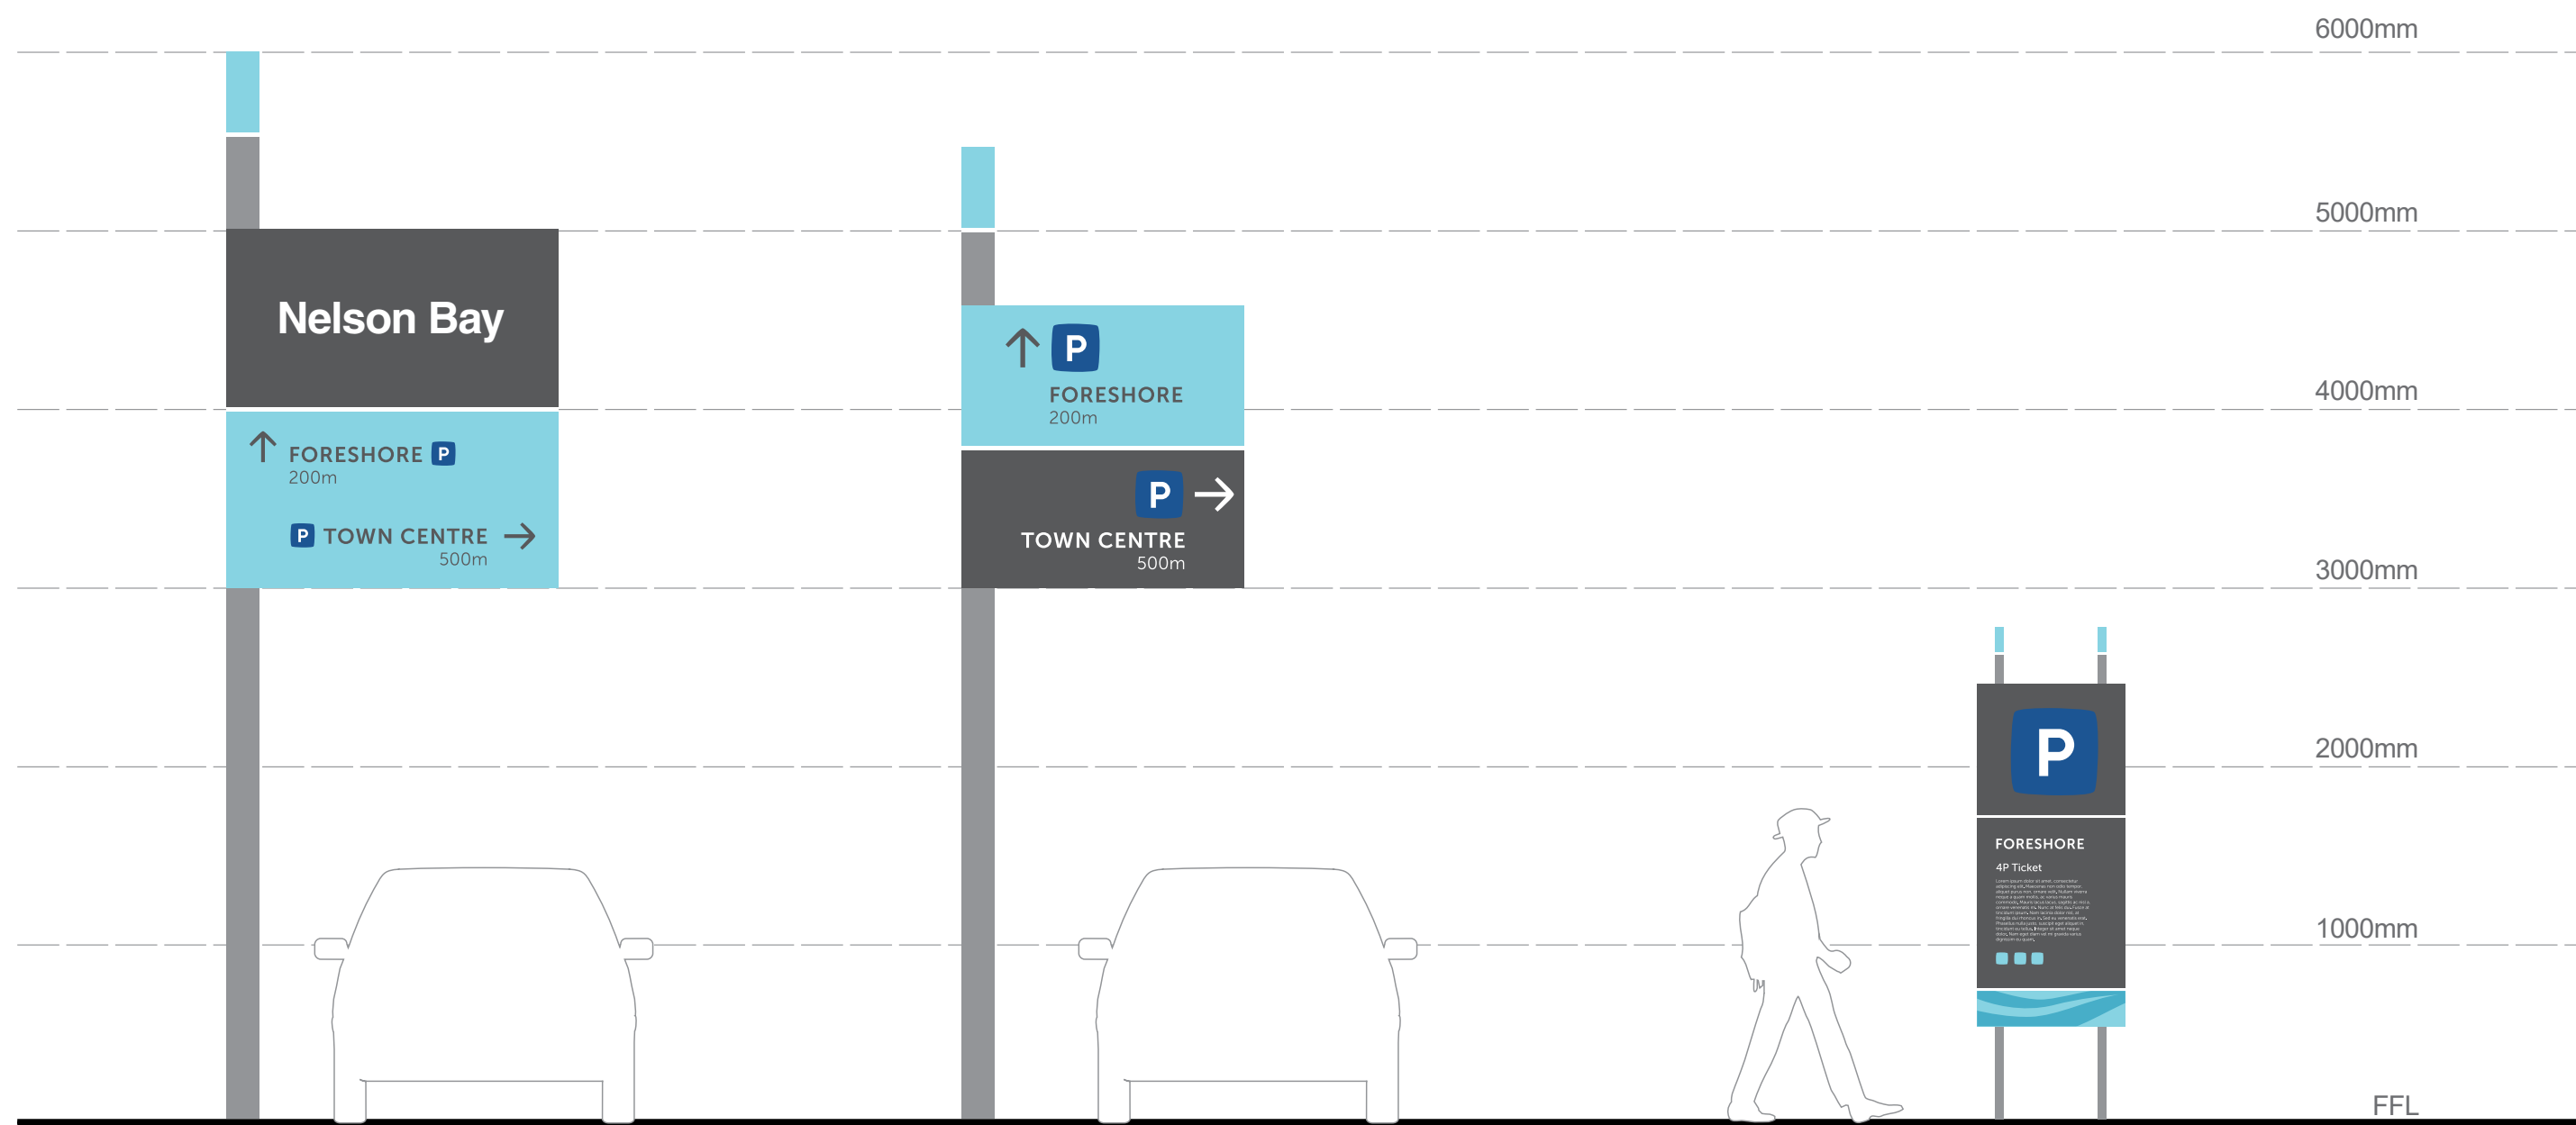 6000mm
5000mm
4000mm
3000mm
2000mm
1000mm
FFL
Nelson Bay
FORESHORE P
200m
P TOWN CENTRE
500m
P
FORESHORE
200m
P
TOWN CENTRE
500m
P
FORESHORE
4P Ticket